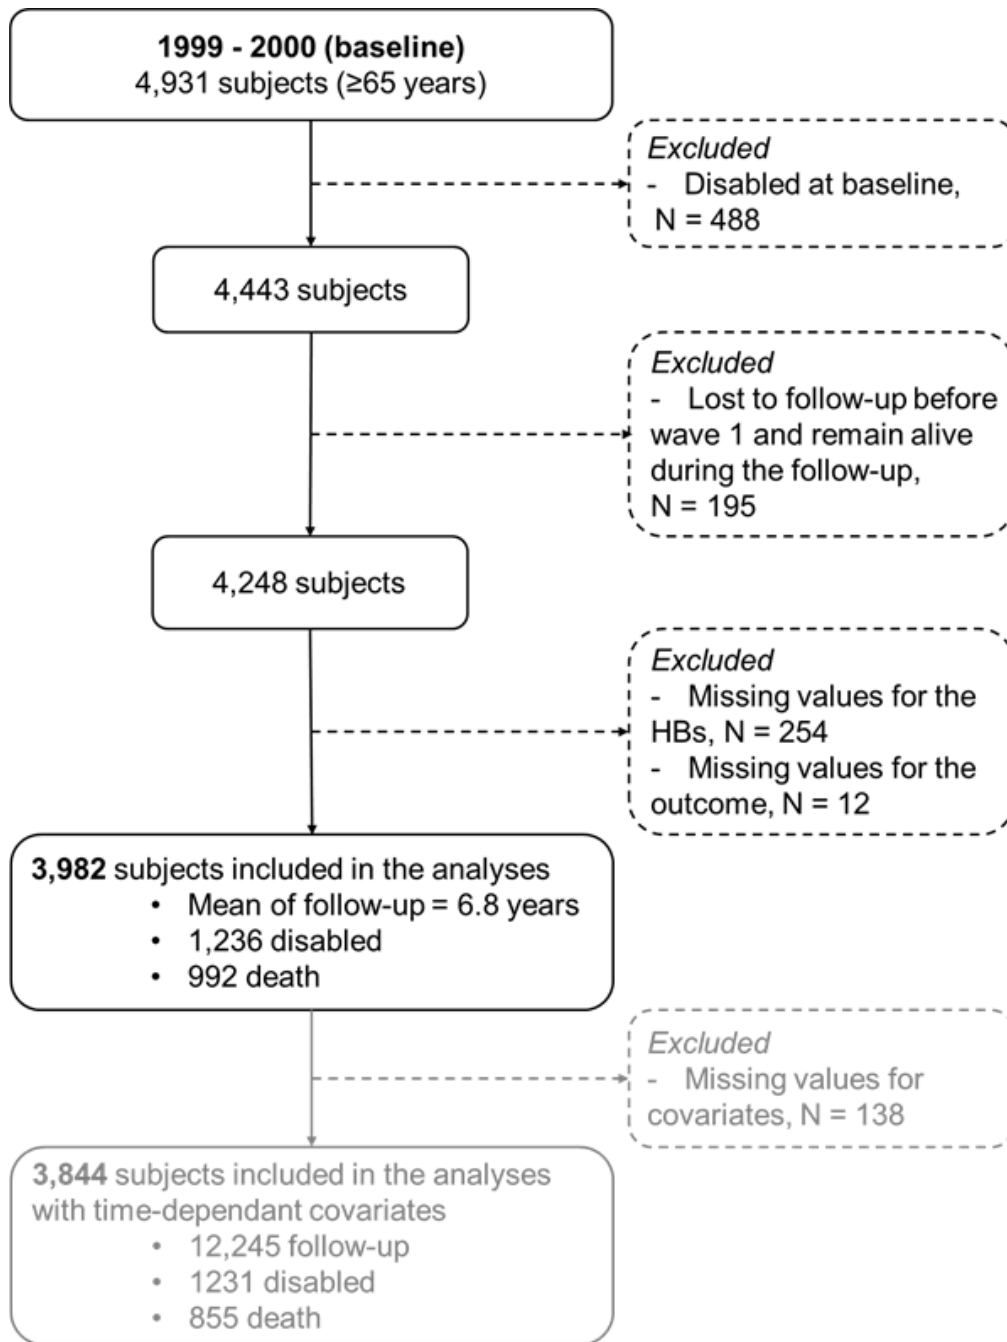 1999 - 2000 (baseline)
4,931 subjects (≥65 years)
Excluded
- Disabled at baseline,
N = 488
4,443 subjects
Excluded
- Lost to follow-up before
wave 1 and remain alive
during the follow-up,
N = 195
4,248 subjects
Excluded
- Missing values for the
HBs, N = 254
- Missing values for the
outcome, N = 12
3,982 subjects included in the analyses
• Mean of follow-up = 6.8 years
• 1,236 disabled
• 992 death
Excluded
- Missing values for
covariates, N = 138
3,844 subjects included in the analyses
with time-dependant covariates
• 12,245 follow-up
• 1231 disabled
• 855 death